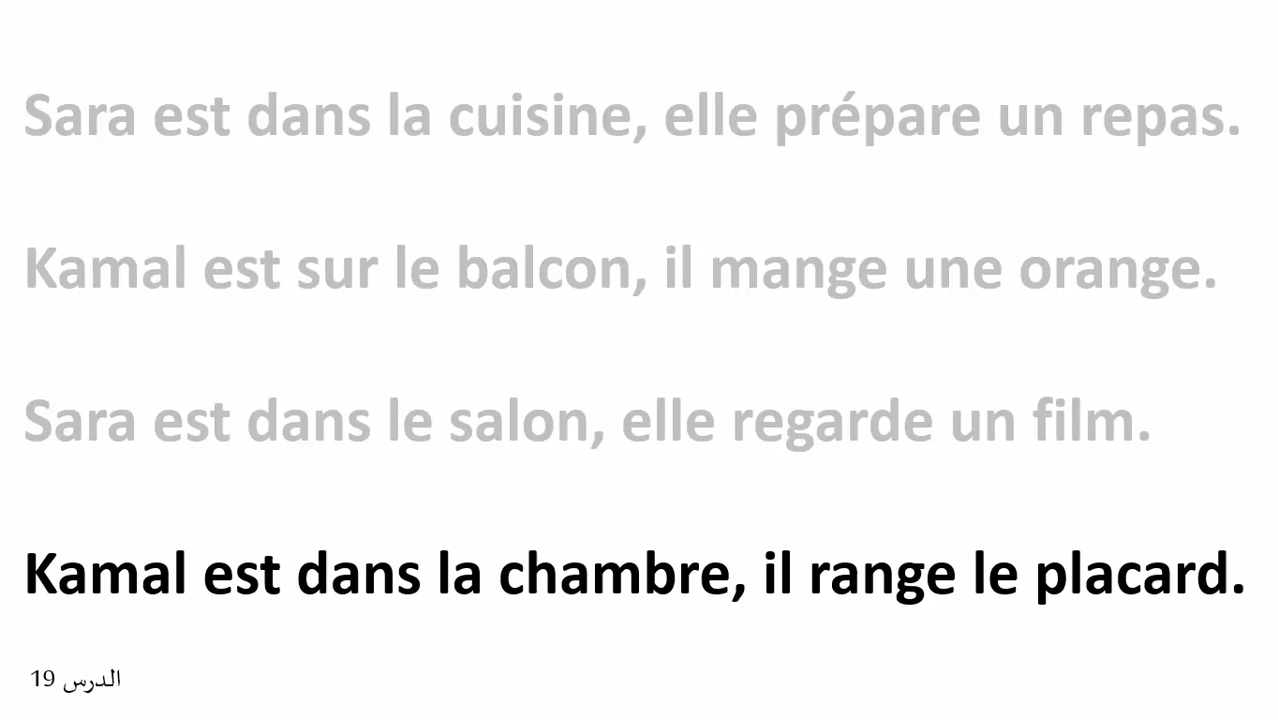 Sara est dans la cuisine, elle prépare un repas.
Kamal est sur le balcon, il mange une orange.
Sara est dans le salon, elle regarde un film.
Kamal est dans la chambre, il range le placard.
الدرس 19